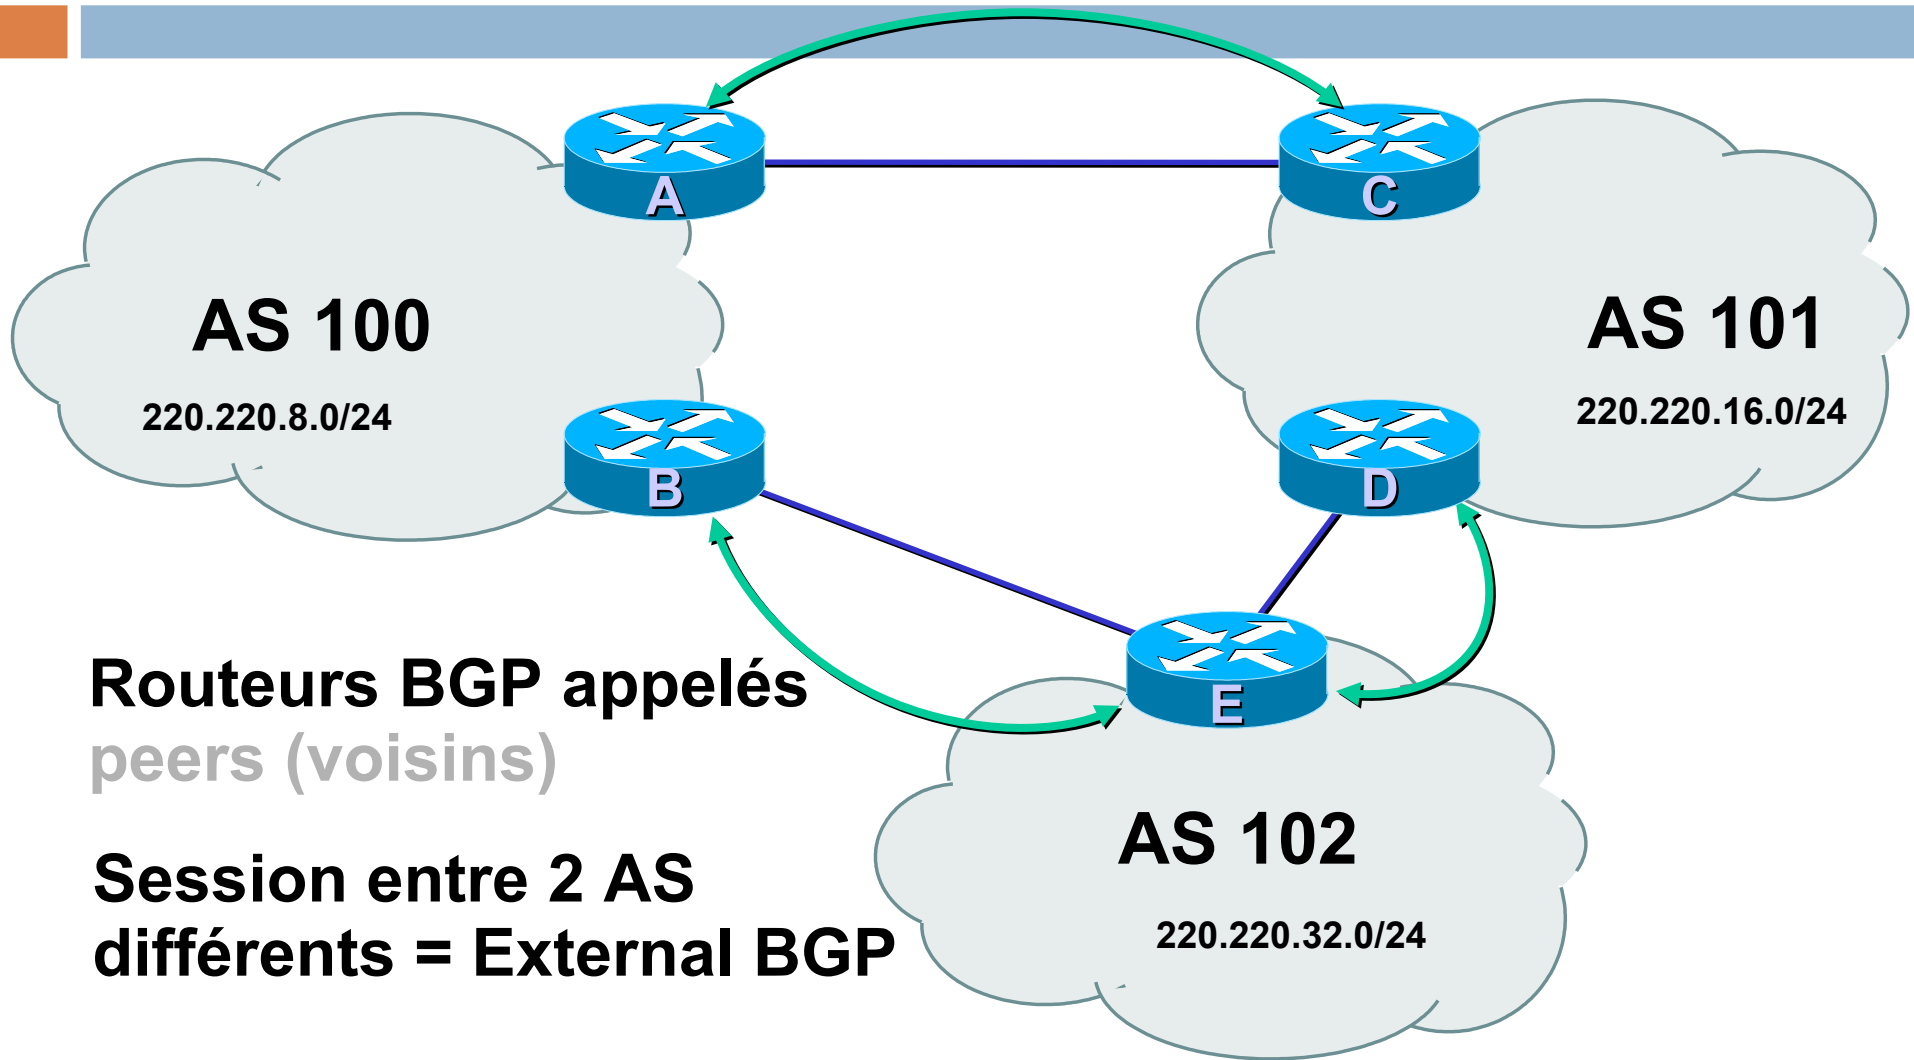 A
C
AS 100
AS 101
220.220.8.0/24
220.220.16.0/24
B
D
Routeurs BGP appelés
peers (voisins)
E
Session entre 2 AS
différents = External BGP
AS 102
220.220.32.0/24